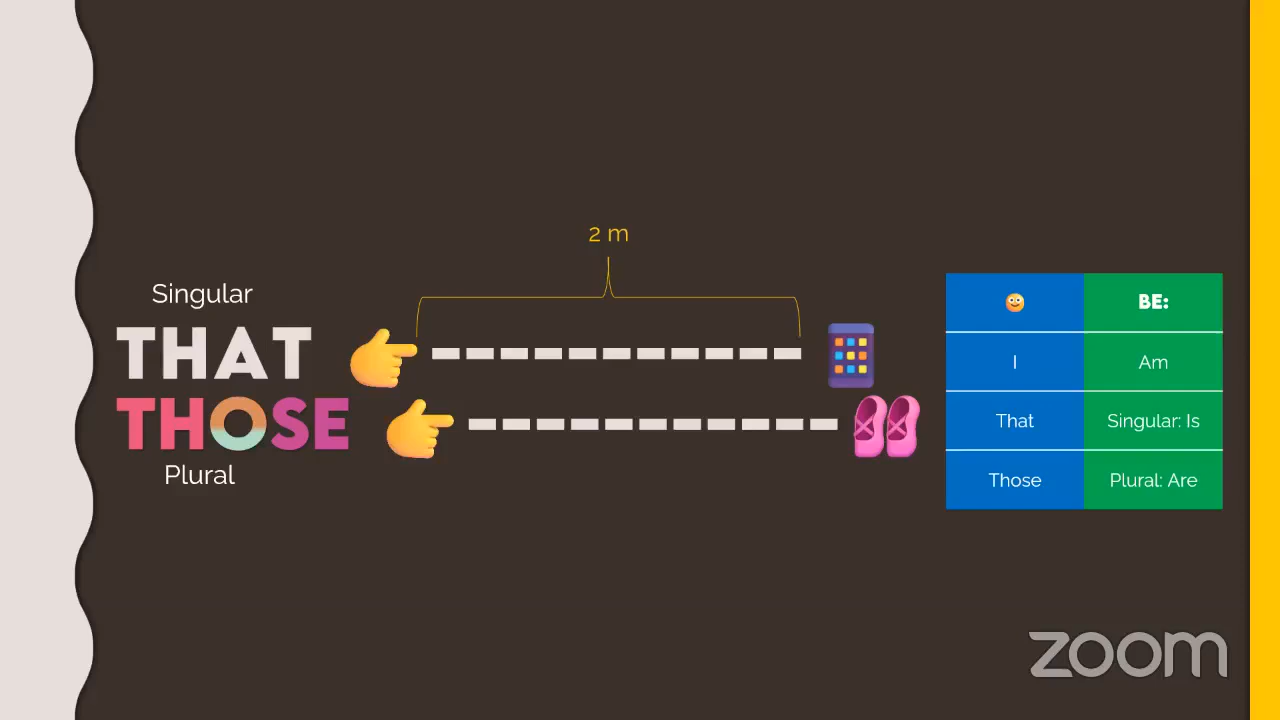 2 m
Singular
THAT
THOSE
Plural
BE:
I Am
That Singular: Is
Those Plural: Are
zoom